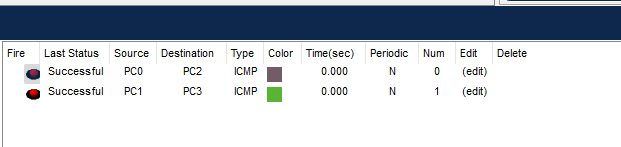 Fire Last Status Source Destination Type Color Time(sec) Periodic Num Edit Delete
Successful PC0 PC2 ICMP 0.000 N 0 (edit)
Successful PC1 PC3 ICMP 0.000 N 1 (edit)